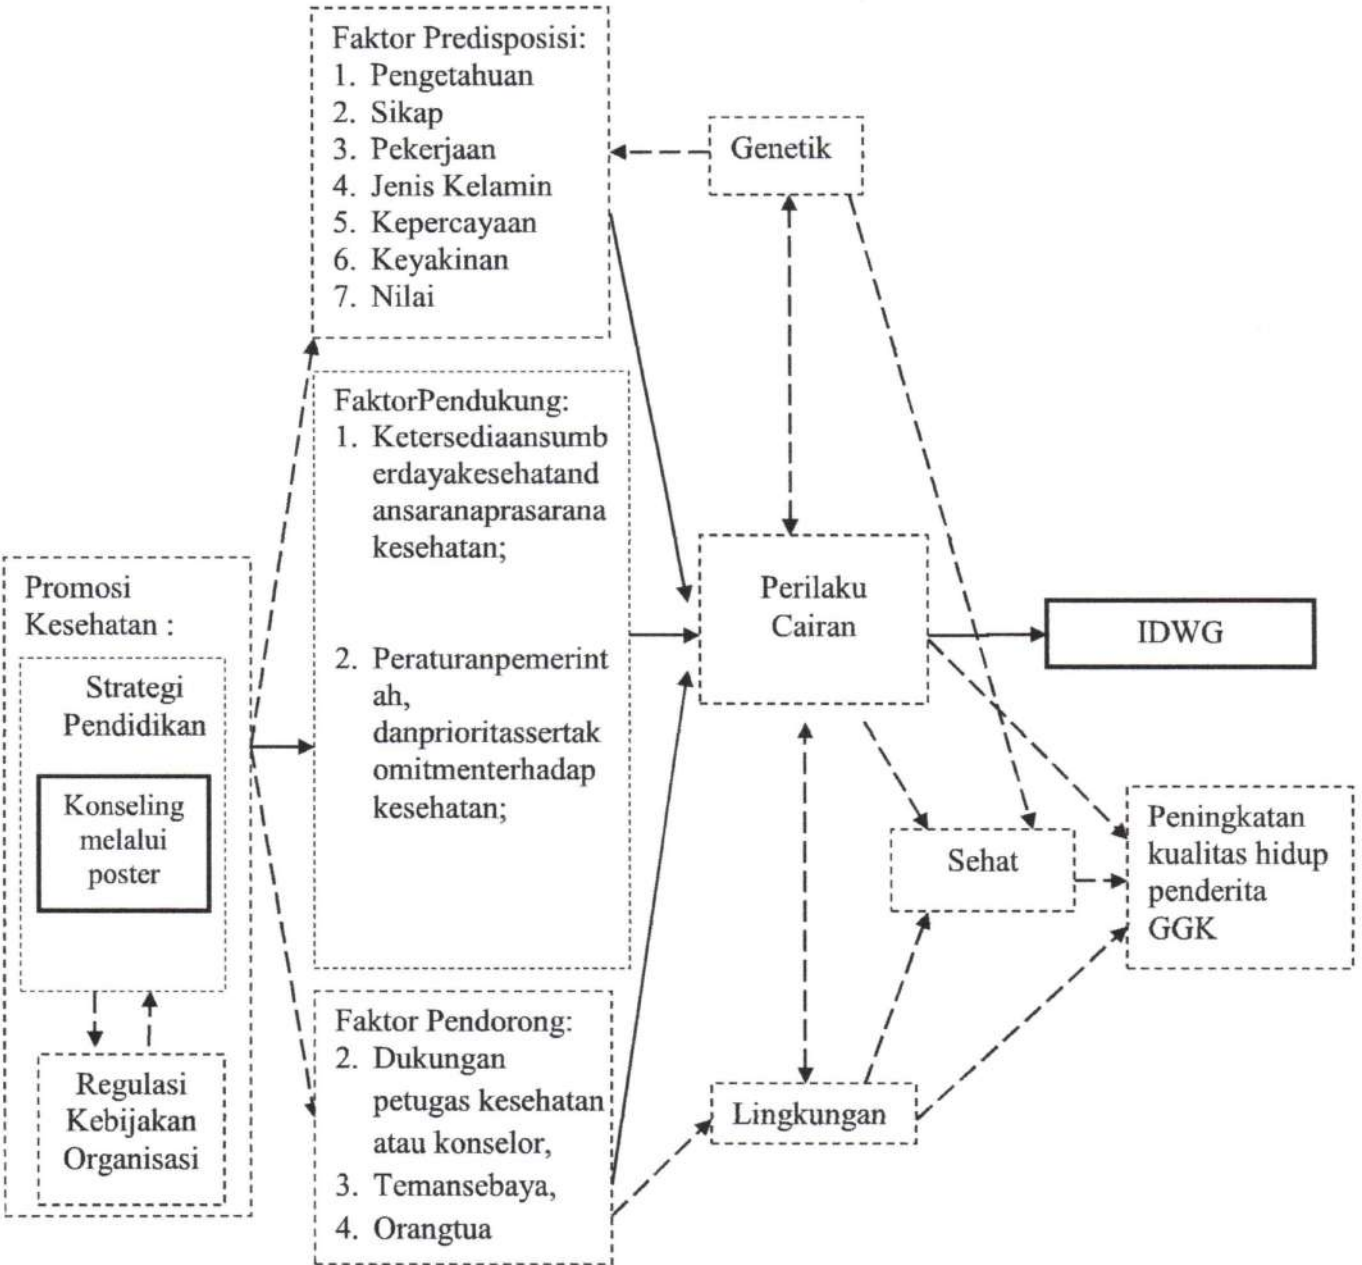 Faktor Predisposisi:
1. Pengetahuan
2. Sikap
3. Pekerjaan
4. Jenis Kelamin
5. Kepercayaan
6. Keyakinan
7. Nilai
Genetik
FaktorPendukung:
1. Ketersediaansumb
erdayakesehatand
ansaranaprasarana
kesehatan;
2. Peraturanpemerint
ah,
danprioritassertak
omitmenterhadap
kesehatan;
Promosi
Kesehatan :
Strategi
Pendidikan
Konseling
melalui
poster
Regulasi
Kebijakan
Organisasi
Faktor Pendorong:
2. Dukungan
petugas kesehatan
atau konselor,
3. Temansebaya,
4. Orangtua
Perilaku
Cairan
IDWG
Sehat
Lingkungan
Peningkatan
kualitas hidup
penderita
GGK